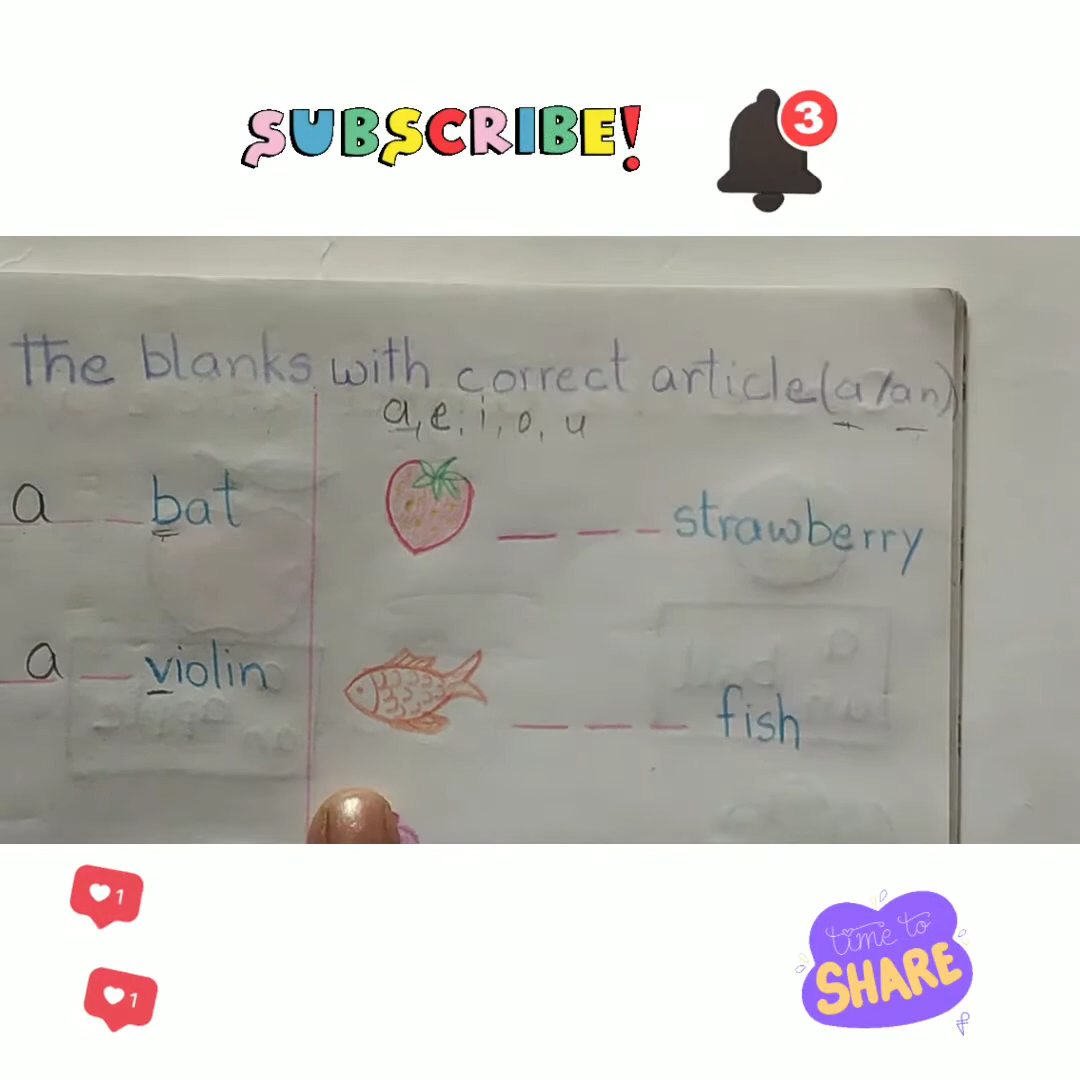 SUBSCRIBE!
3
The blanks with correct article (a/an)
a, e, i, o, u
a bat
strawberry
a violin
fish
1
1
time to
SHARE